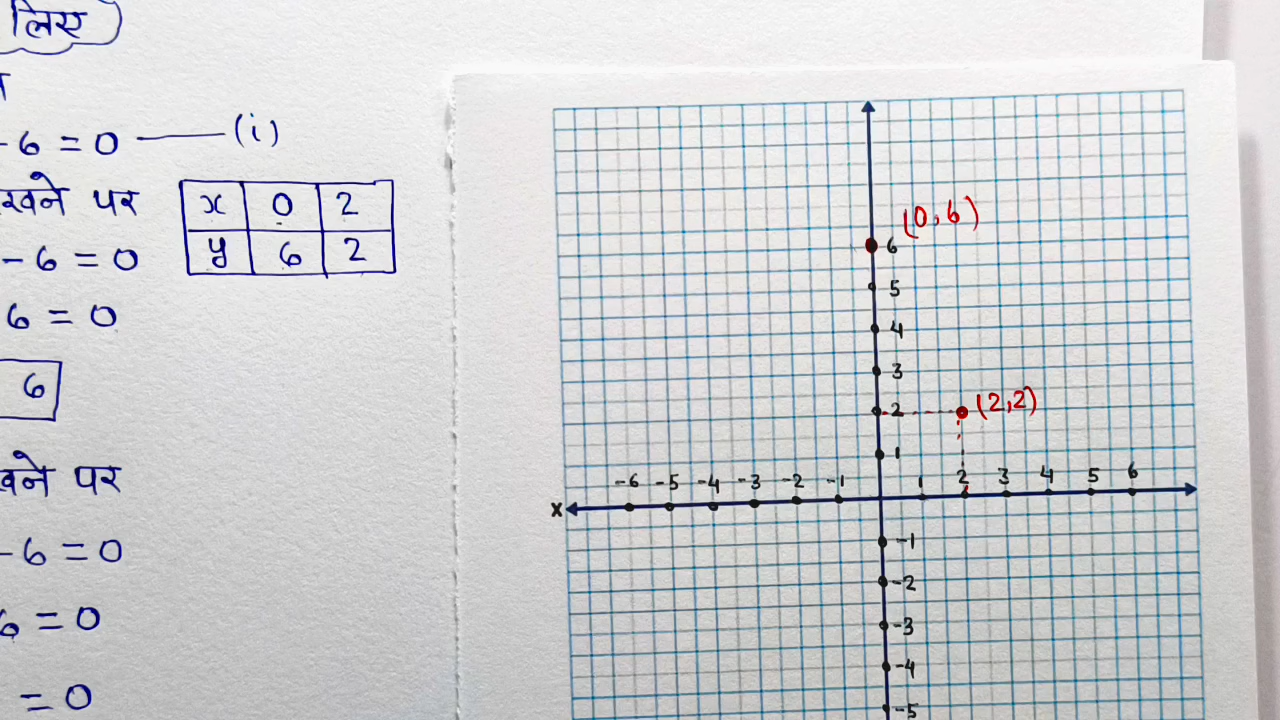 लिए
-6 = 0 — (i)
रखने पर
x 0 2
y 6 2
-6 = 0
6 = 0
6
पर
-6 = 0
6 = 0
= 0
(0,6)
6
5
4
3
(2,2)
2
1
-6 -5 -4 -3 -2 -1 1 2 3 4 5 6
X
-1
-2
-3
-4
-5